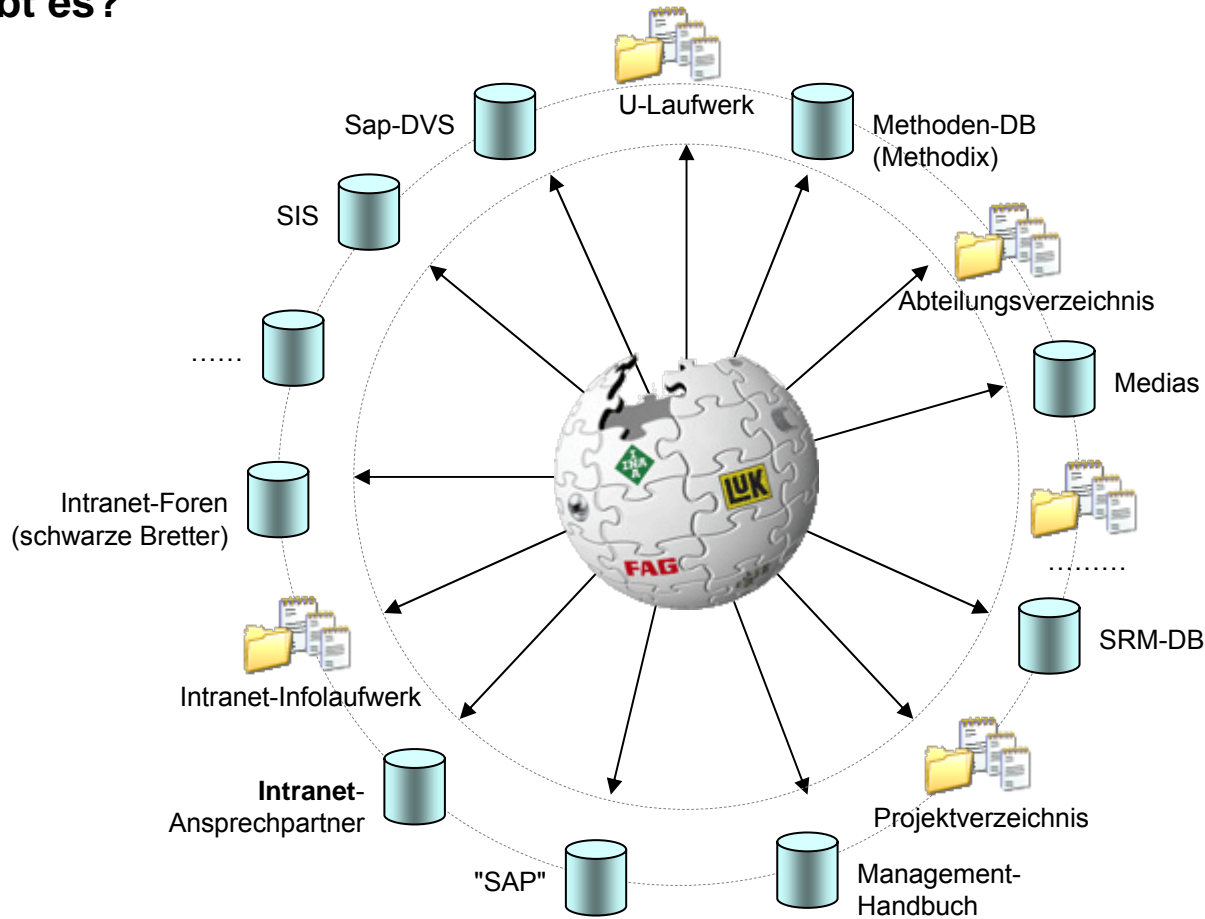 bt es?
U-Laufwerk
Sap-DVS
Methoden-DB
(Methodix)
SIS
Abteilungsverzeichnis
……
Medias
INA
LUK
Intranet-Foren
(schwarze Bretter)
FAG
………
SRM-DB
Intranet-Infolaufwerk
Intranet-
Ansprechpartner
Projektverzeichnis
"SAP"
Management-
Handbuch